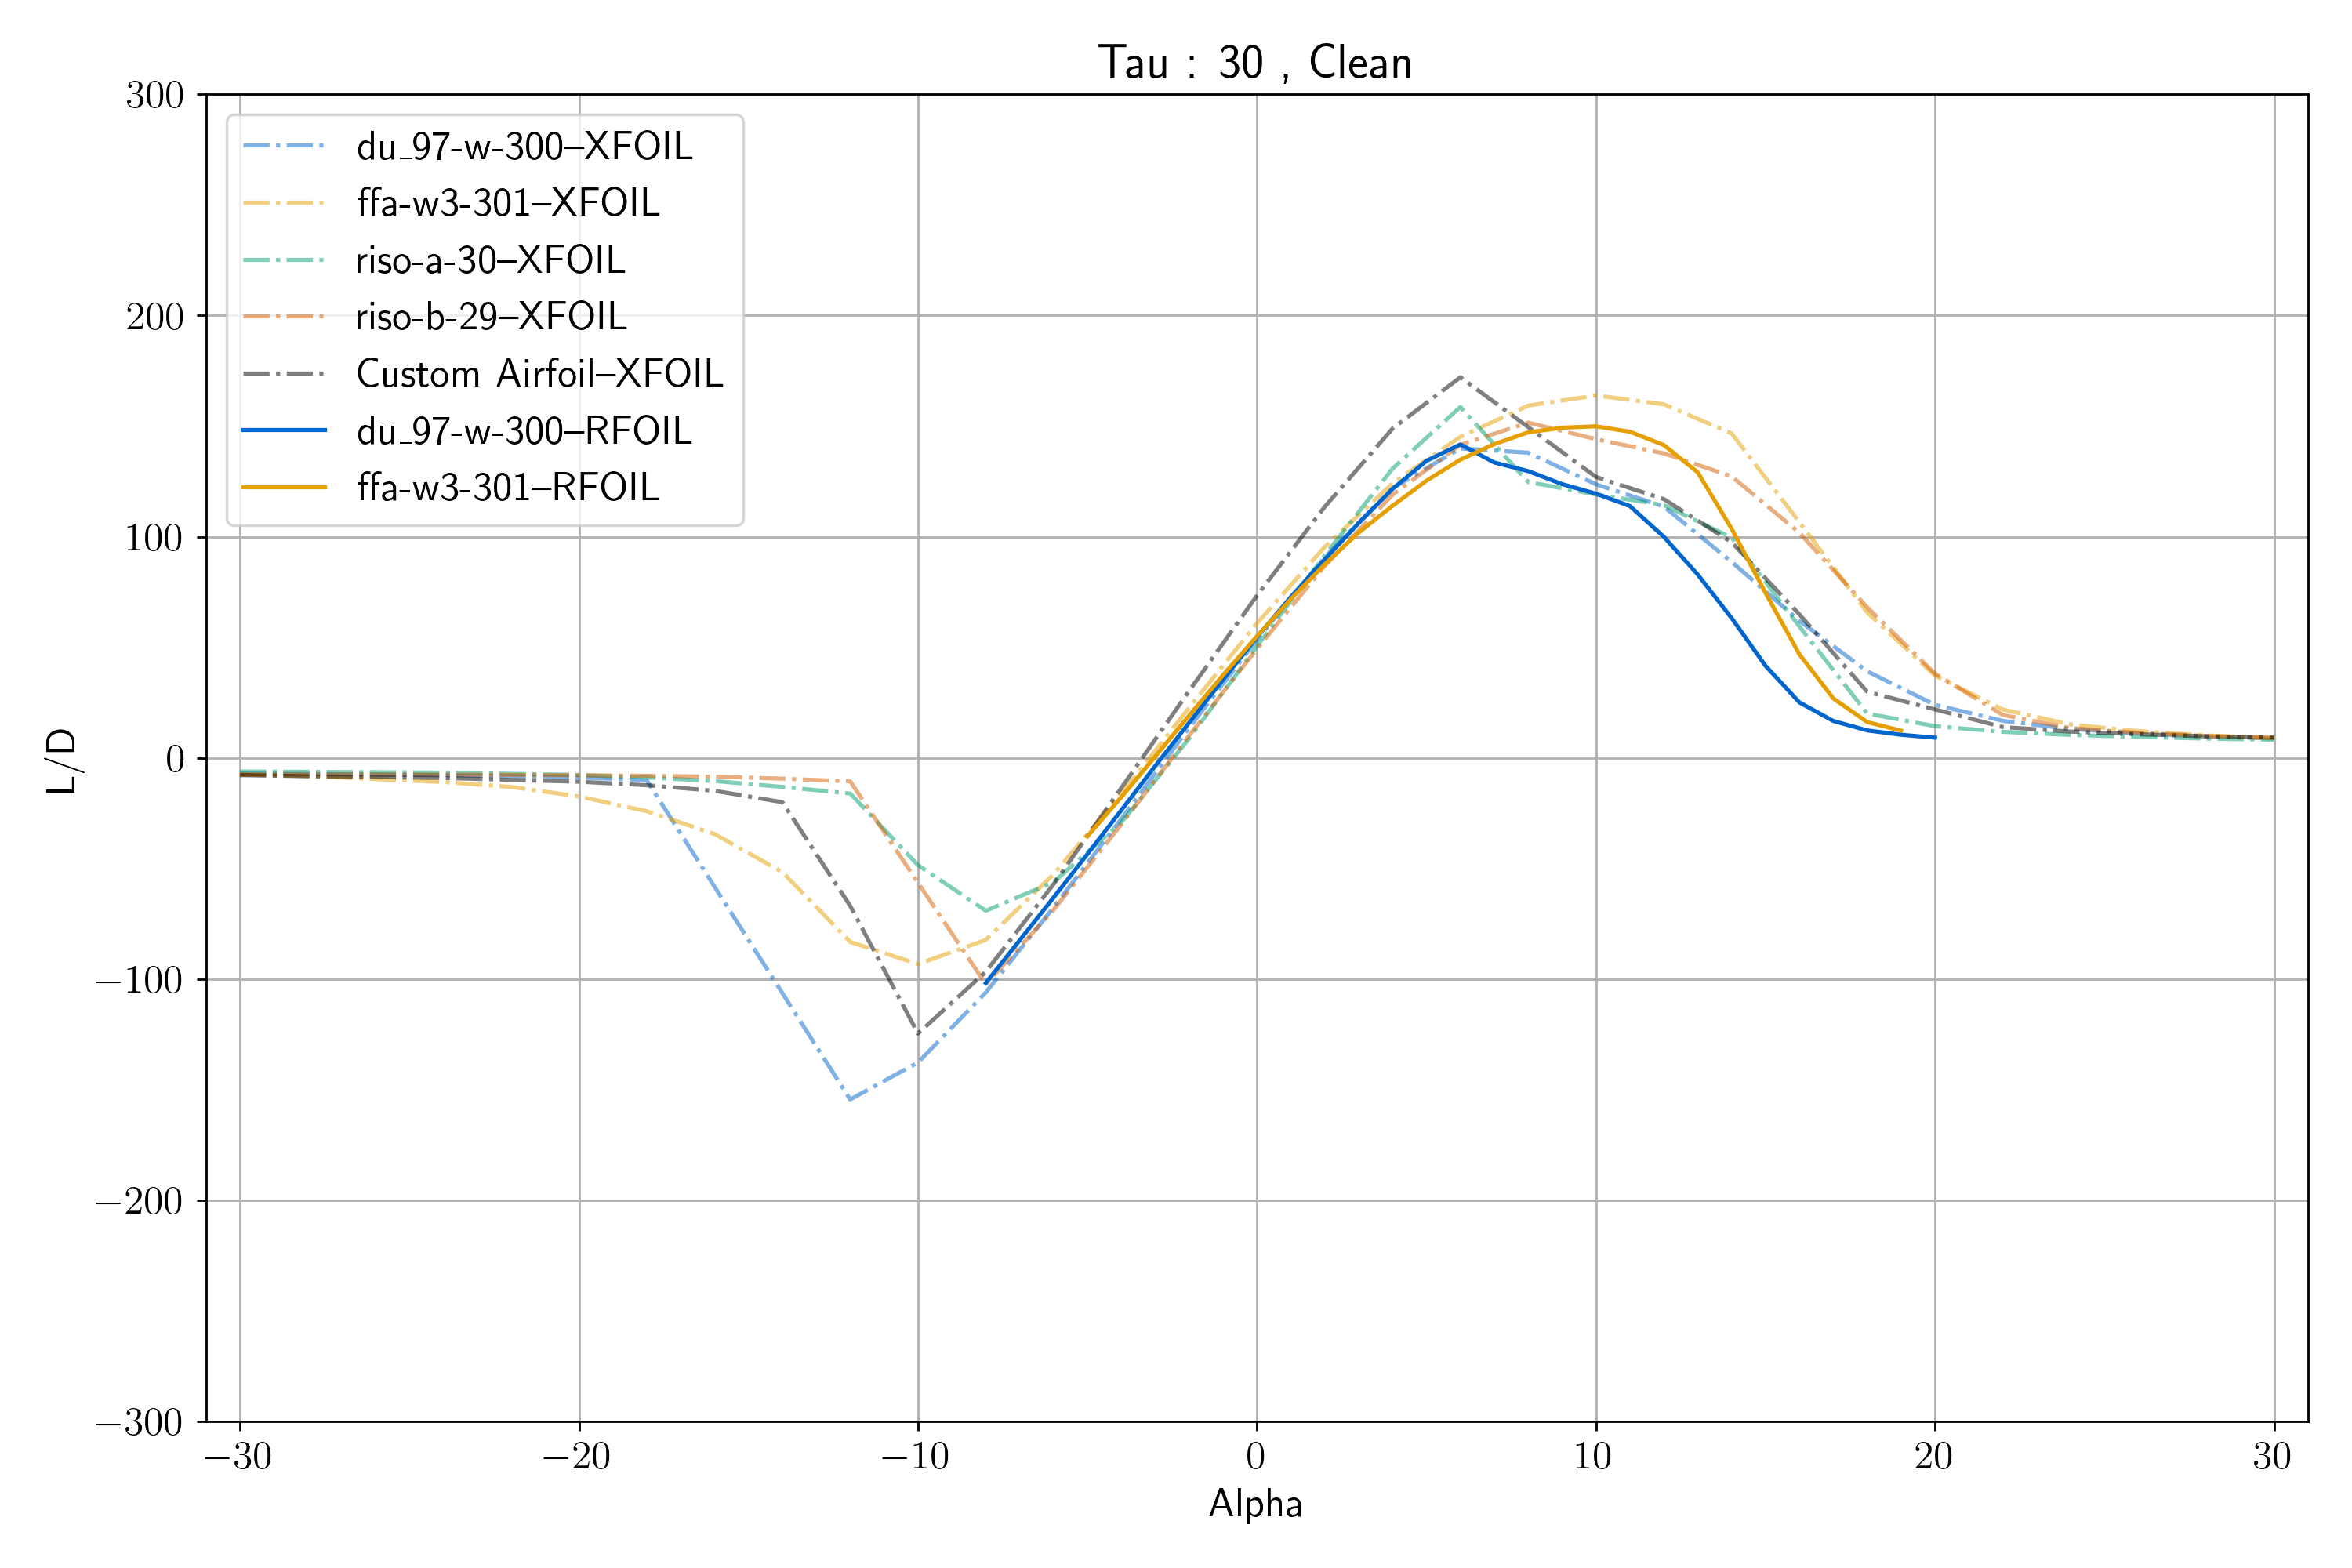 Tau : 30 , Clean
300
200
100
0
−100
−200
−300
L/D
du_97-w-300–XFOIL
ffa-w3-301–XFOIL
riso-a-30–XFOIL
riso-b-29–XFOIL
Custom Airfoil–XFOIL
du_97-w-300–RFOIL
ffa-w3-301–RFOIL
−30 −20 −10 0 10 20 30
Alpha